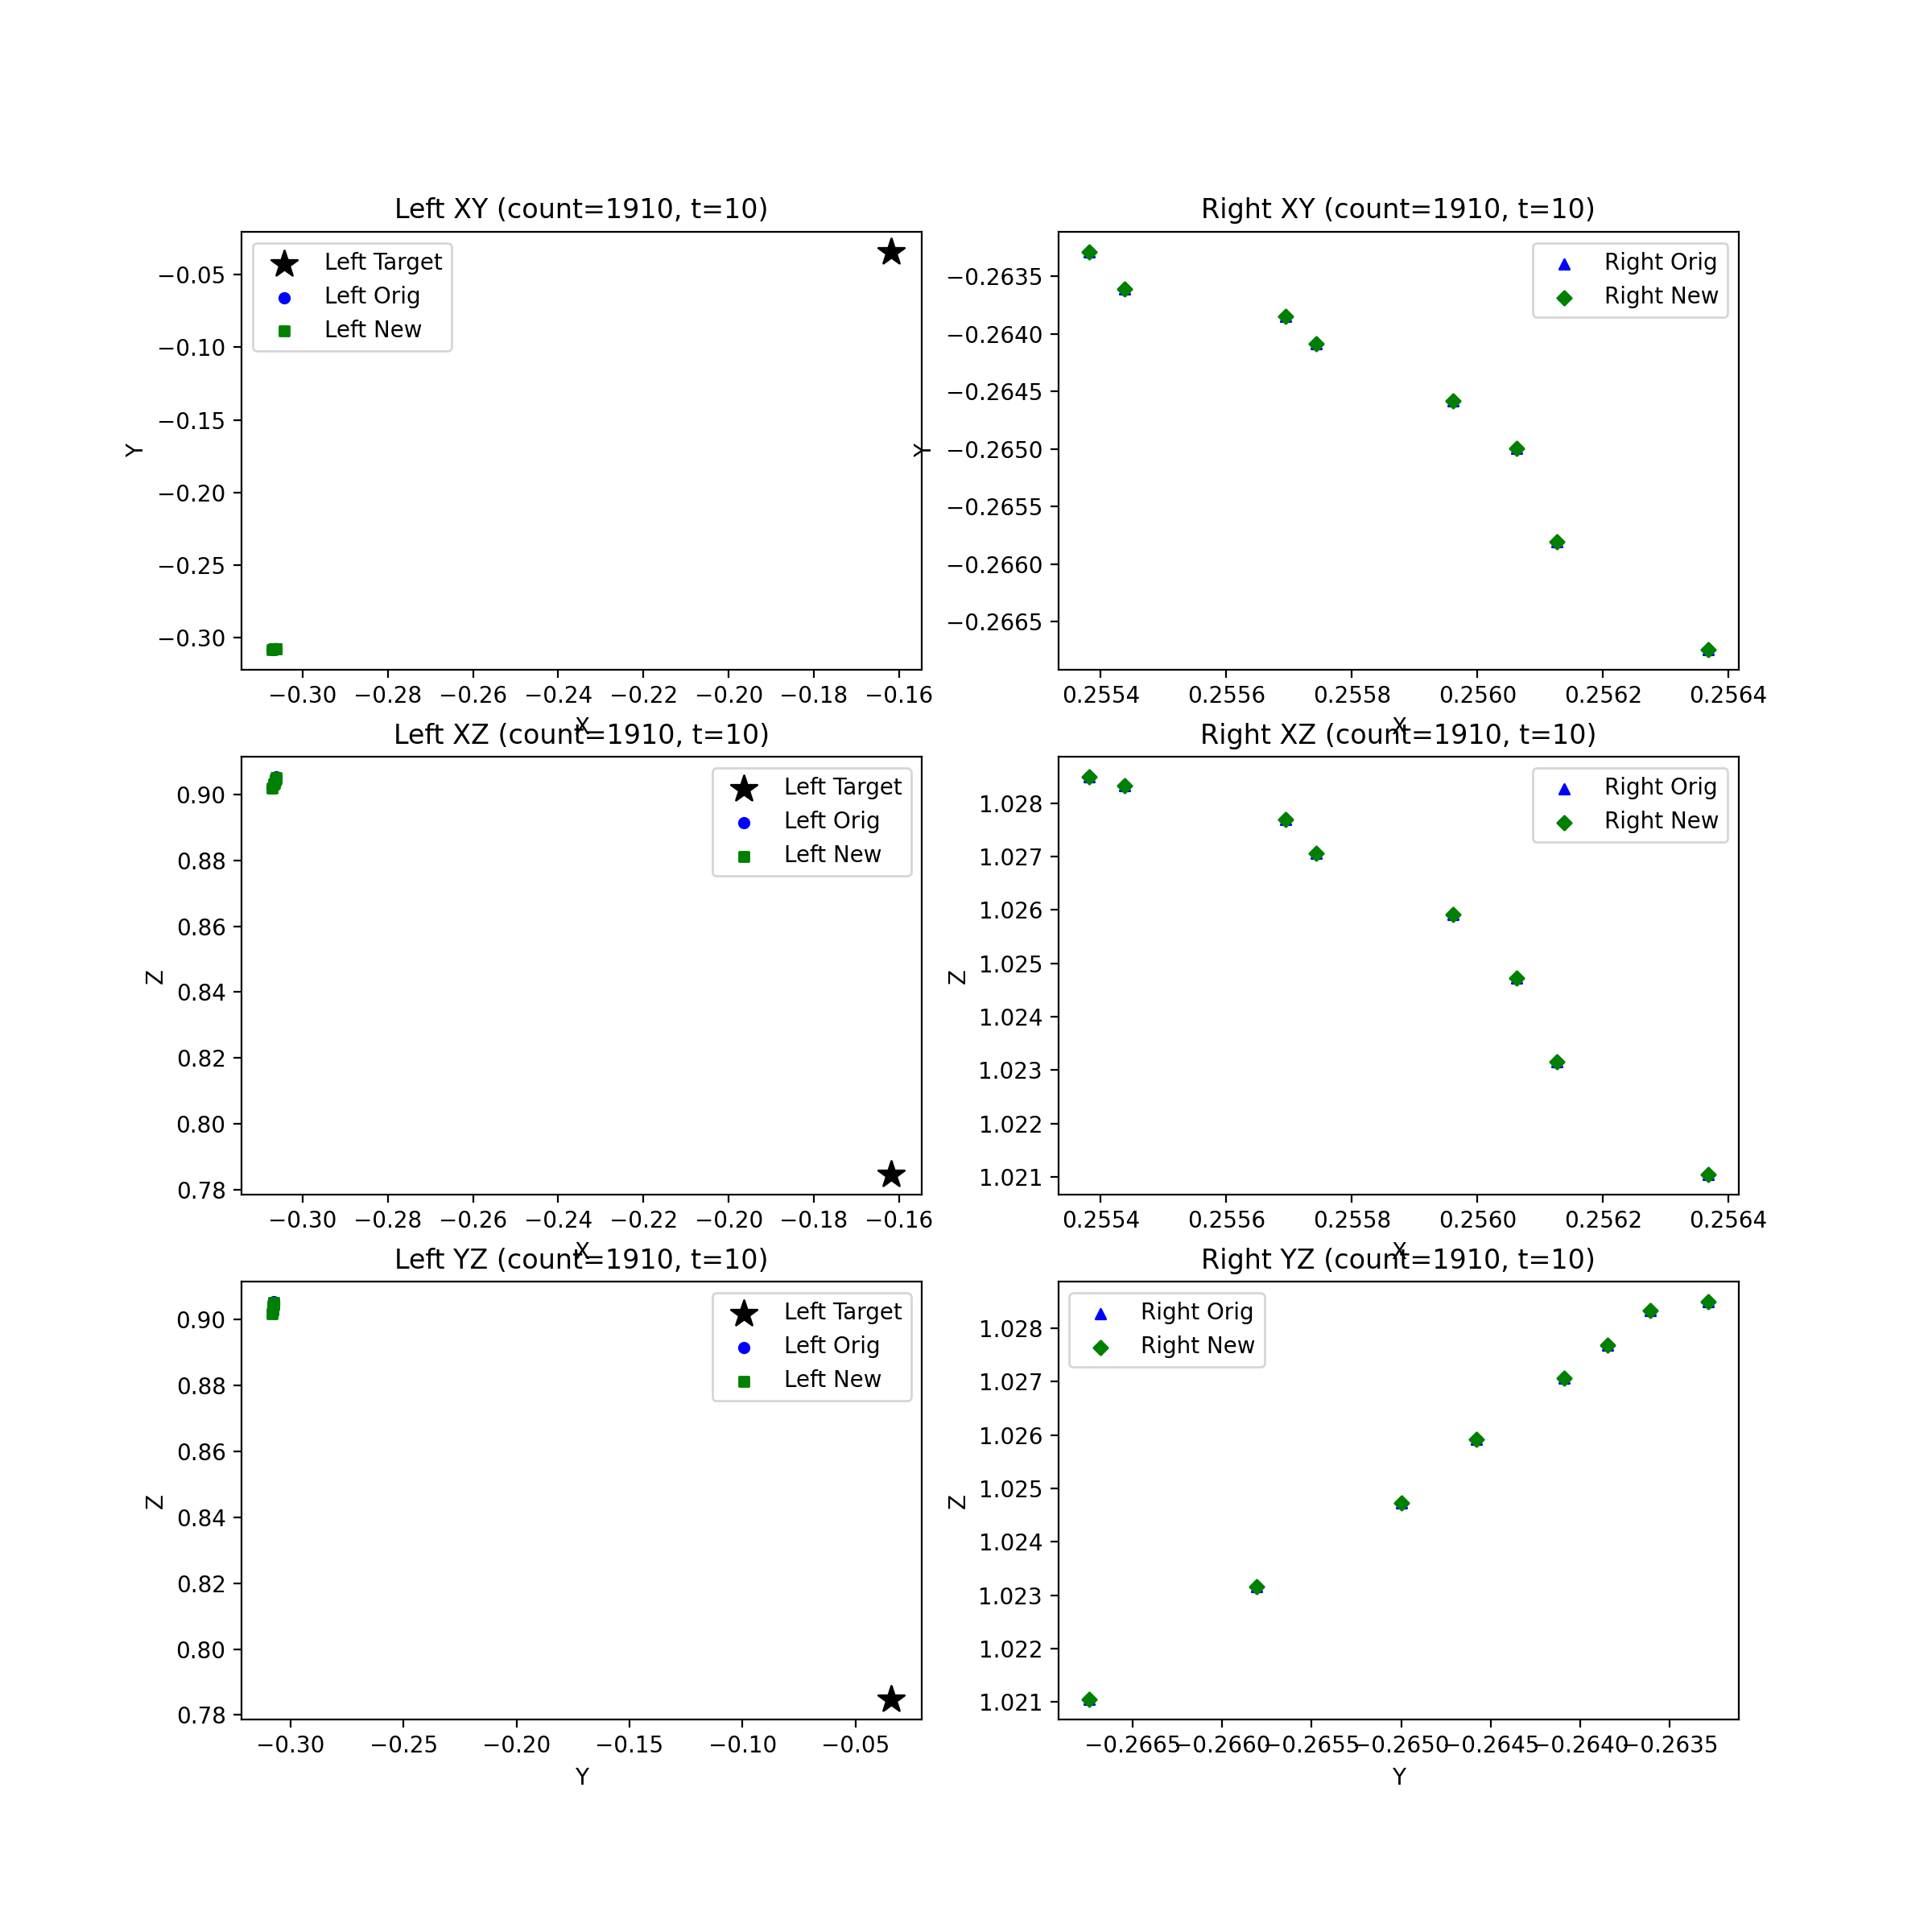 Left XY (count=1910, t=10)
Left Target
Left Orig
Left New
−0.05
−0.10
−0.15
−0.20
−0.25
−0.30
Y
−0.30 −0.28 −0.26 −0.24 −0.22 −0.20 −0.18 −0.16
X
Right XY (count=1910, t=10)
Right Orig
Right New
−0.2635
−0.2640
−0.2645
−0.2650
−0.2655
−0.2660
−0.2665
Y
0.2554 0.2556 0.2558 0.2560 0.2562 0.2564
X
Left XZ (count=1910, t=10)
Left Target
Left Orig
Left New
0.90
0.88
0.86
0.84
0.82
0.80
0.78
Z
−0.30 −0.28 −0.26 −0.24 −0.22 −0.20 −0.18 −0.16
X
Right XZ (count=1910, t=10)
Right Orig
Right New
1.028
1.027
1.026
1.025
1.024
1.023
1.022
1.021
Z
0.2554 0.2556 0.2558 0.2560 0.2562 0.2564
X
Left YZ (count=1910, t=10)
Left Target
Left Orig
Left New
0.90
0.88
0.86
0.84
0.82
0.80
0.78
Z
−0.30 −0.25 −0.20 −0.15 −0.10 −0.05
Y
Right YZ (count=1910, t=10)
Right Orig
Right New
1.028
1.027
1.026
1.025
1.024
1.023
1.022
1.021
Z
−0.2665 −0.2660 −0.2655 −0.2650 −0.2645 −0.2640 −0.2635
Y